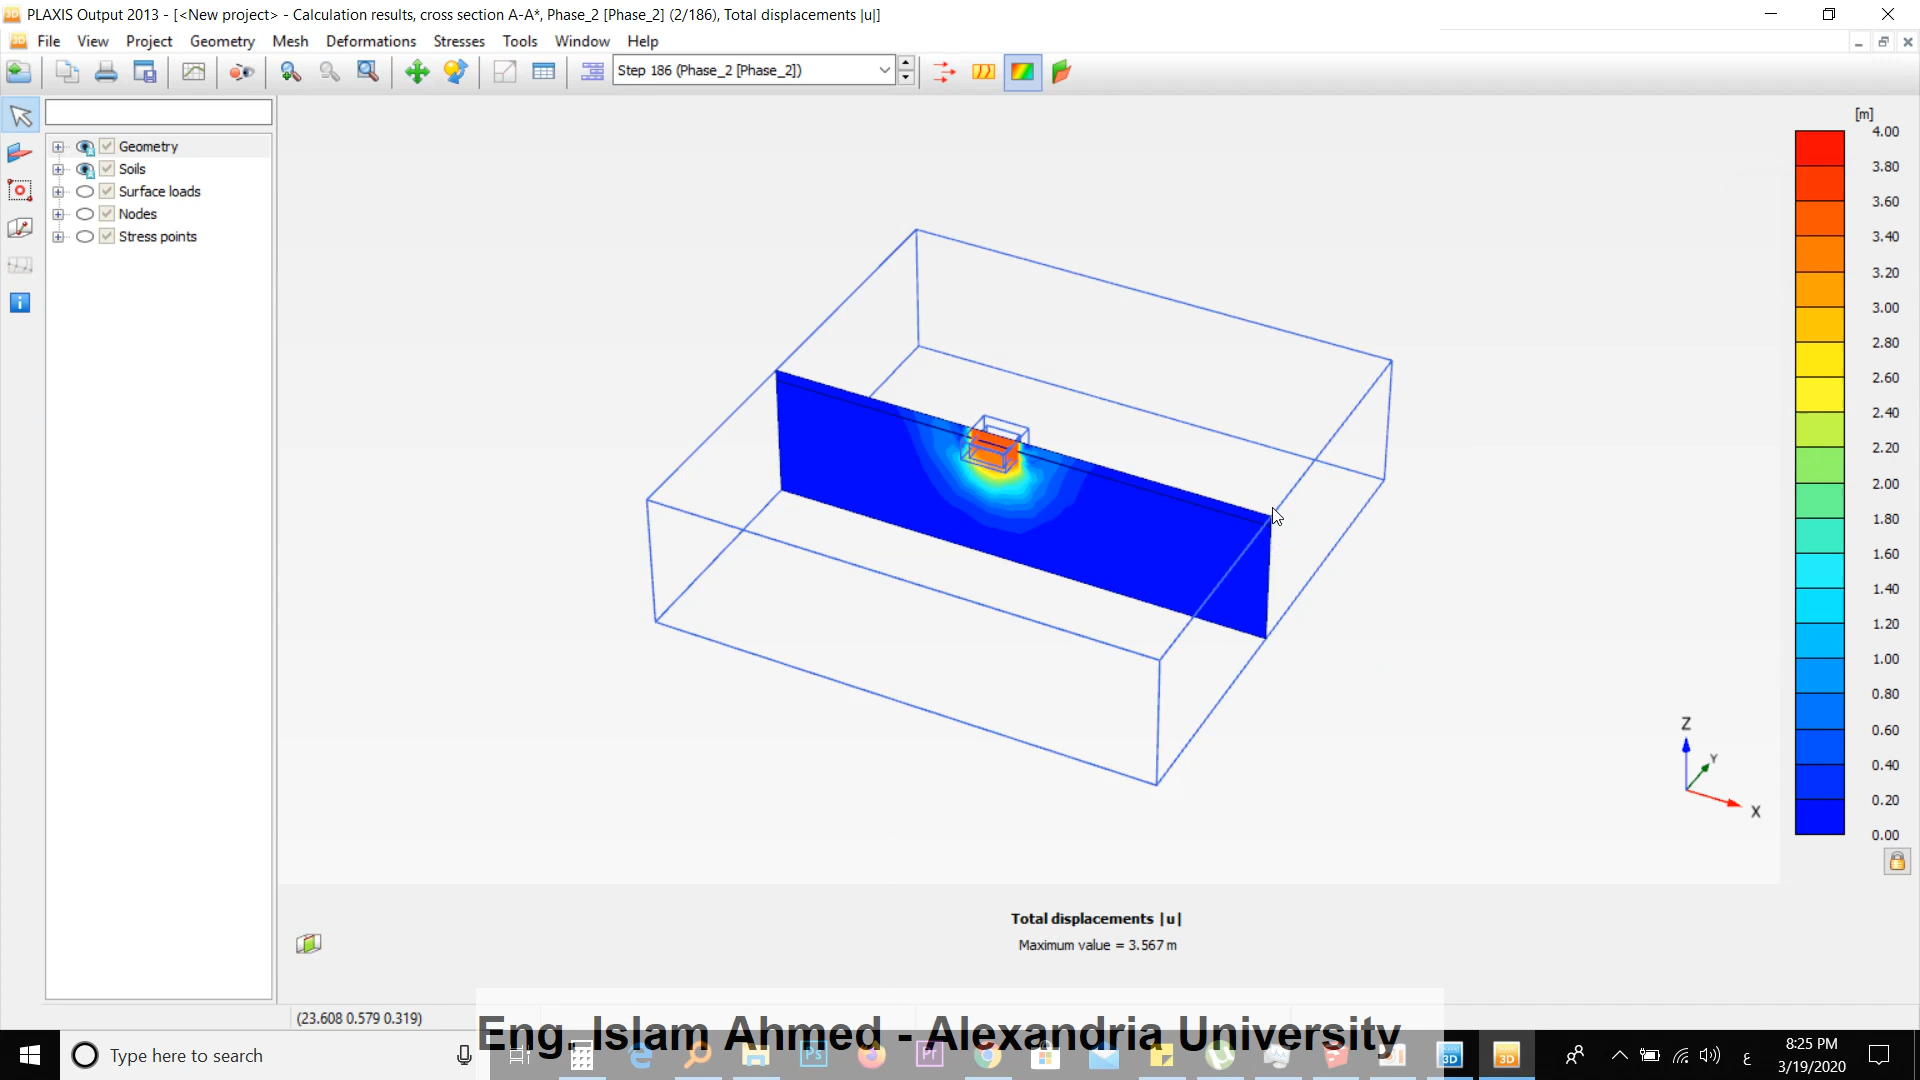 PLAXIS Output 2013 - [<New project> - Calculation results, cross section A-A*, Phase_2 [Phase_2] (2/186), Total displacements |u|]
File View Project Geometry Mesh Deformations Stresses Tools Window Help
Step 186 (Phase_2 [Phase_2])
Geometry
Soils
Surface loads
Nodes
Stress points
[m]
4.00
3.80
3.60
3.40
3.20
3.00
2.80
2.60
2.40
2.20
2.00
1.80
1.60
1.40
1.20
1.00
0.80
0.60
0.40
0.20
0.00
Z
Y
X
Total displacements |u|
Maximum value = 3.567 m
(23.608 0.579 0.319)
Eng. Islam Ahmed - Alexandria University
Type here to search
Ps
Pr
3D
3D
ع
8:25 PM
3/19/2020